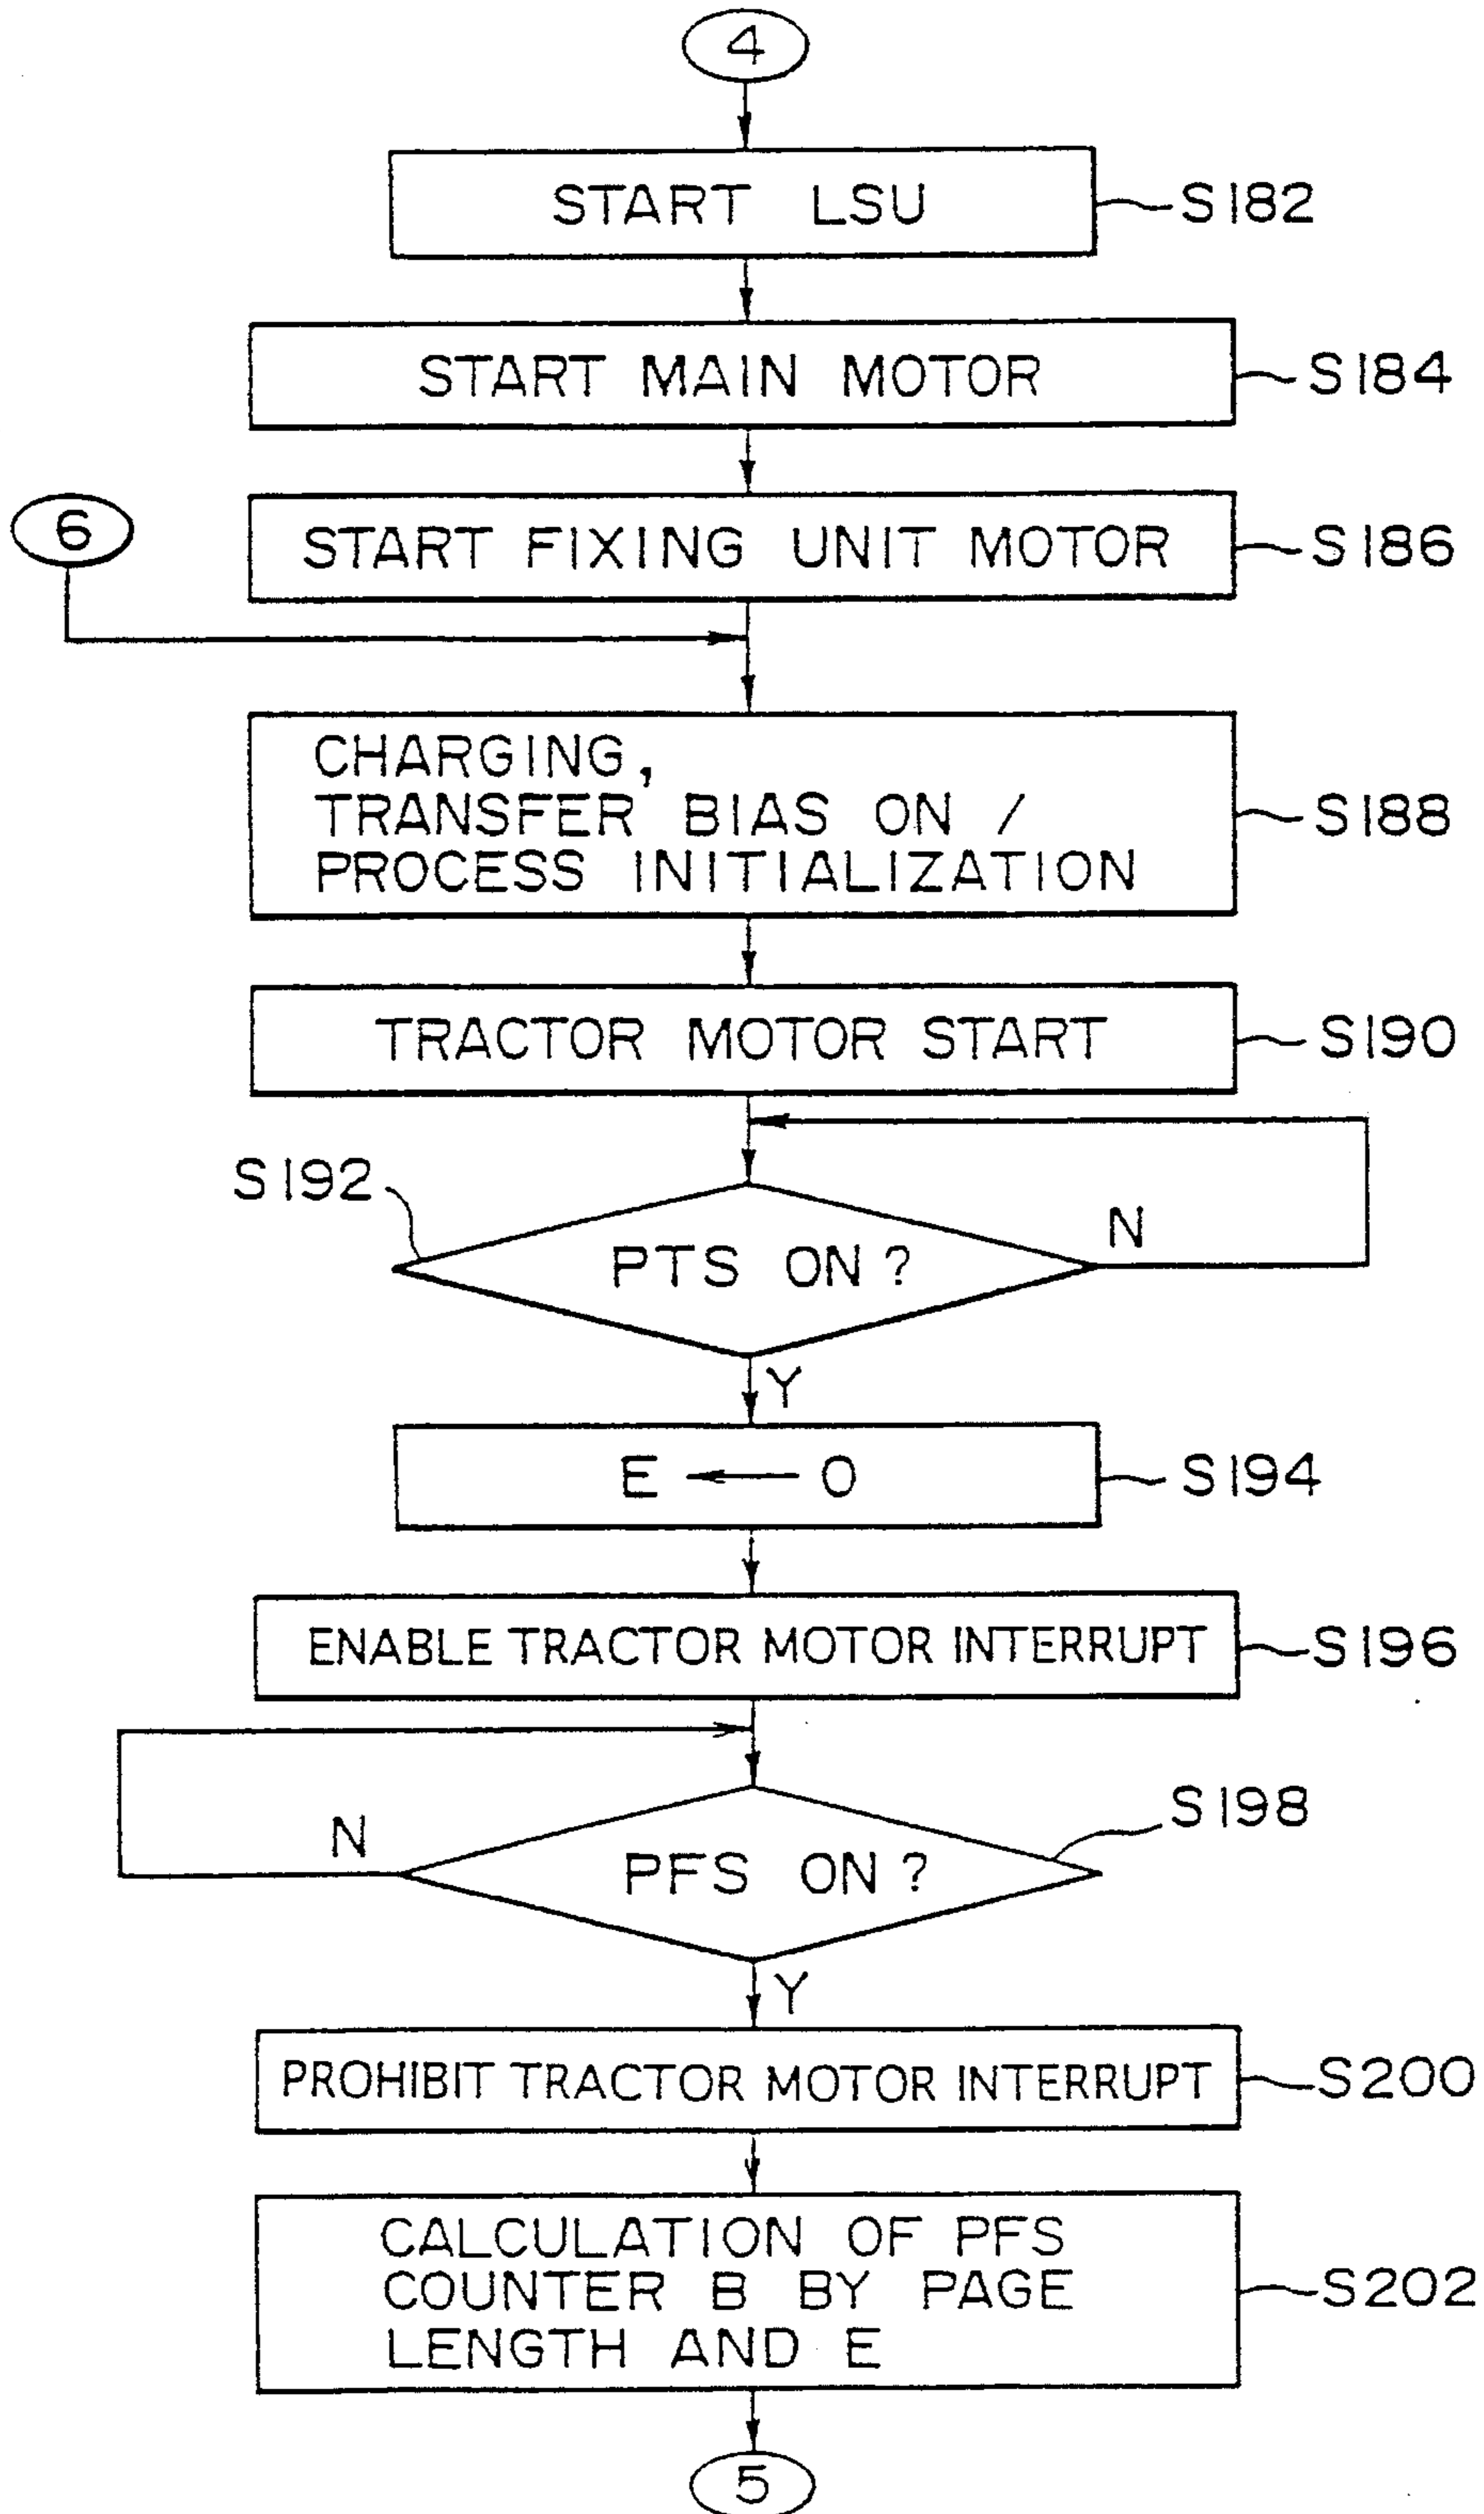 4
START LSU S182
START MAIN MOTOR S184
6
START FIXING UNIT MOTOR S186
CHARGING,
TRANSFER BIAS ON /
PROCESS INITIALIZATION
S188
TRACTOR MOTOR START S190
S192
PTS ON?
N
Y
E ← 0 S194
ENABLE TRACTOR MOTOR INTERRUPT S196
N
PFS ON?
S198
Y
PROHIBIT TRACTOR MOTOR INTERRUPT S200
CALCULATION OF PFS
COUNTER B BY PAGE
LENGTH AND E
S202
5